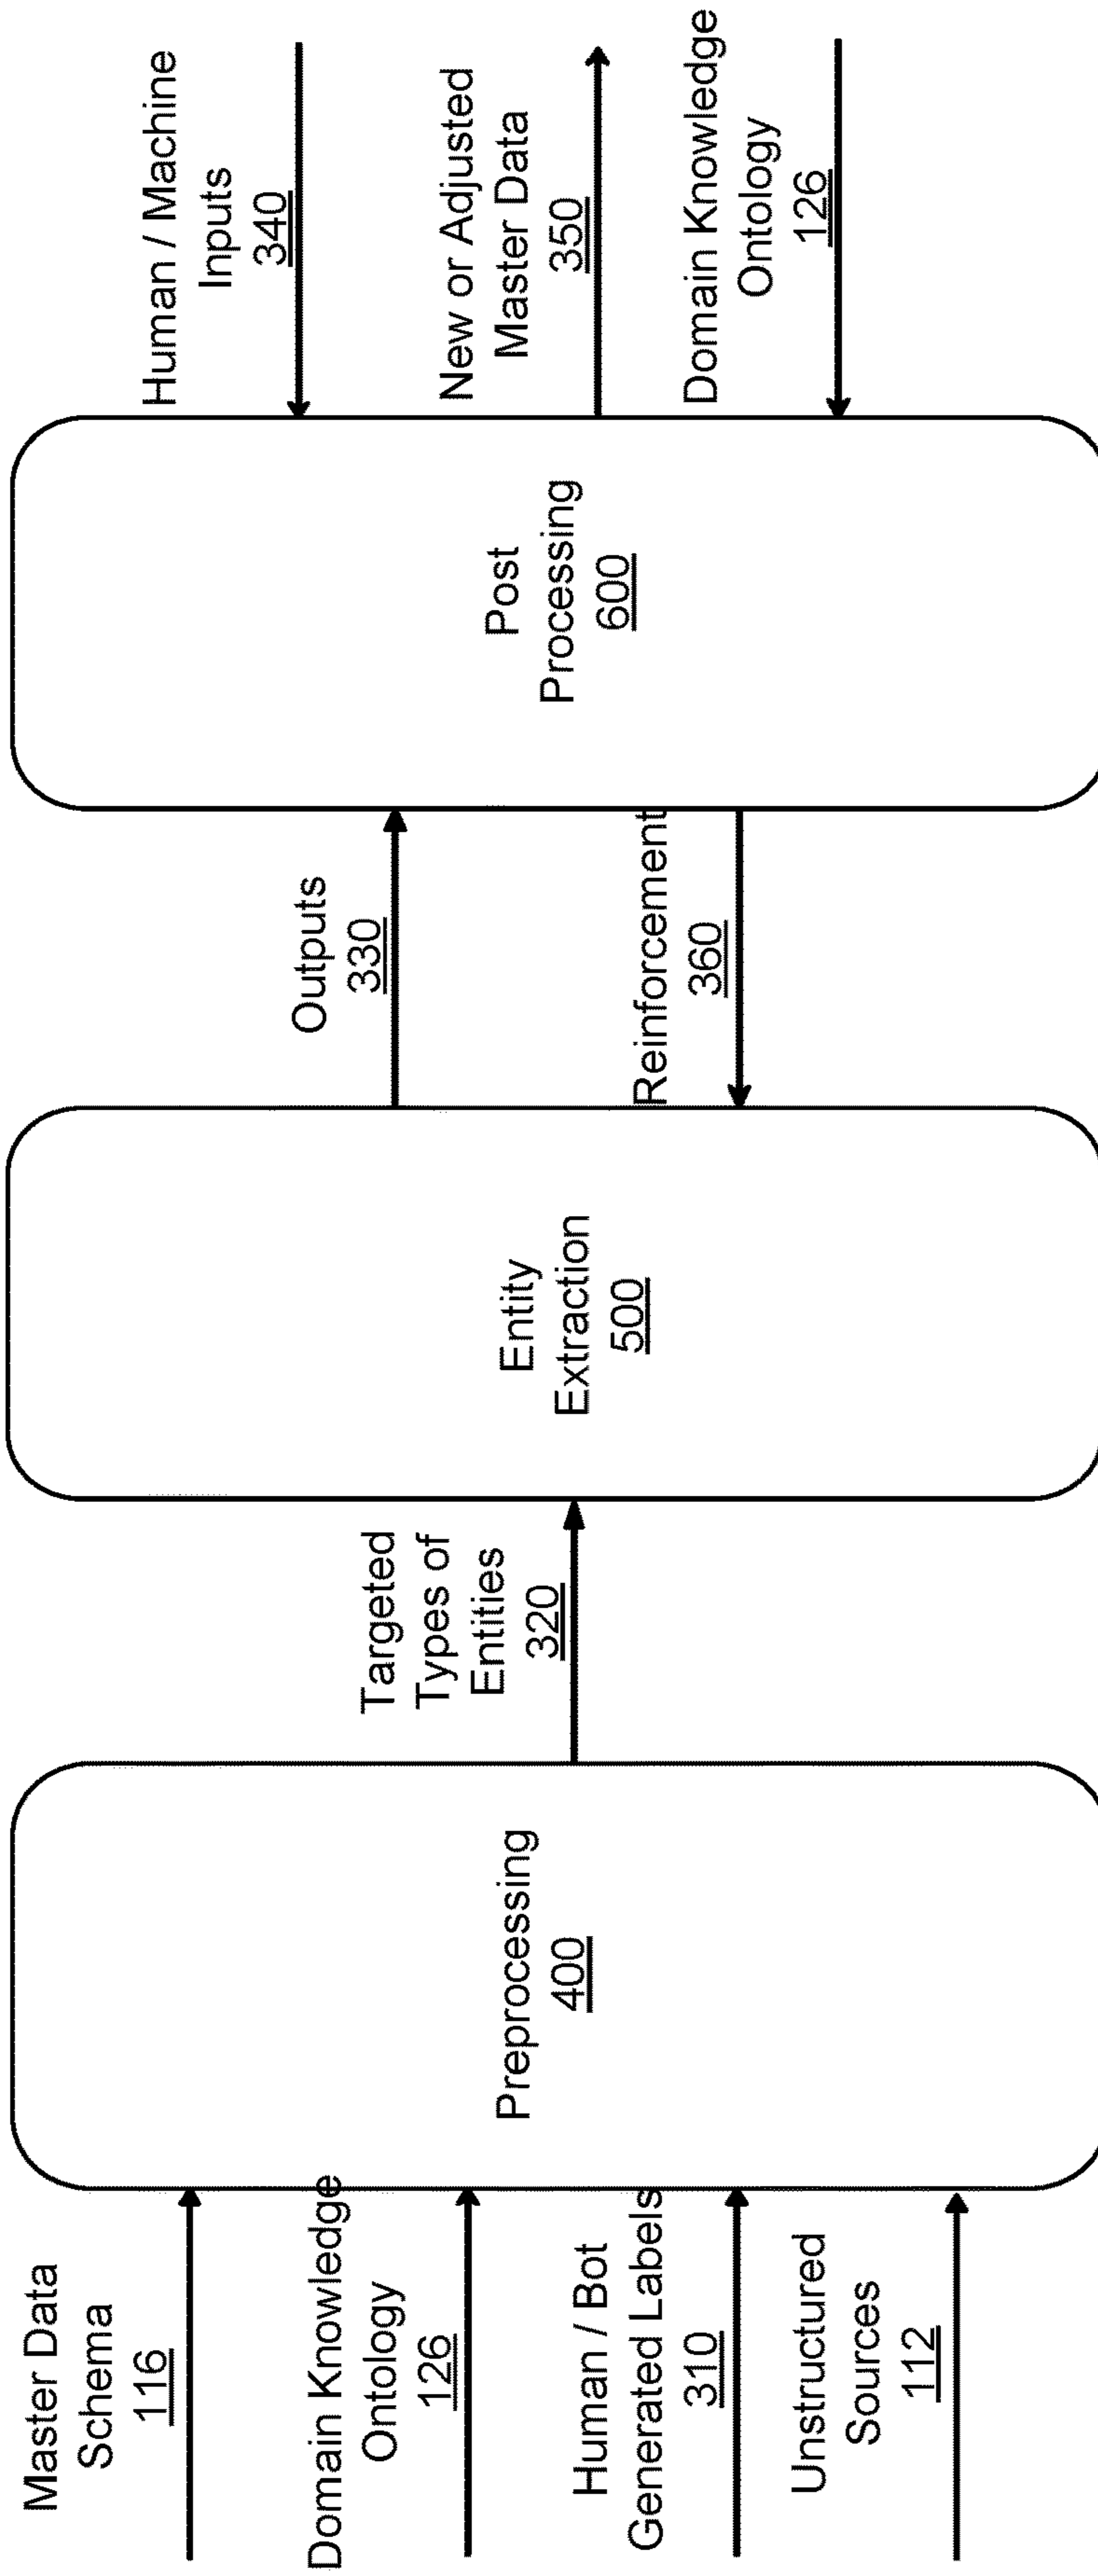 Master Data
Schema
116
Domain Knowledge
Ontology
126
Human / Bot
Generated Labels
310
Unstructured
Sources
112
Preprocessing
400
Targeted
Types of
Entities
320
Entity
Extraction
500
Outputs
330
Reinforcement
360
Post
Processing
600
Human / Machine
Inputs
340
New or Adjusted
Master Data
350
Domain Knowledge
Ontology
126